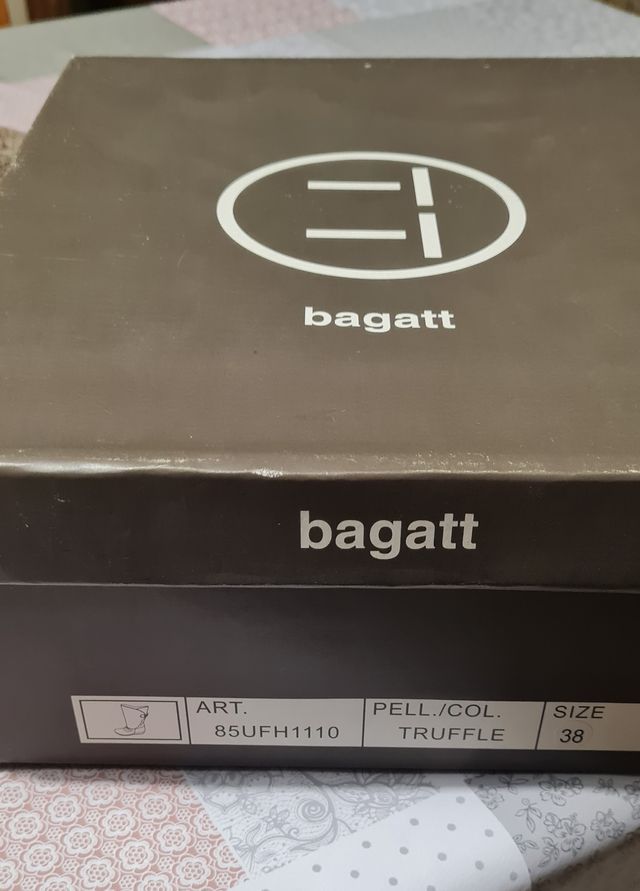 bagatt
bagatt
ART. PELL./COL. SIZE
85UFH1110 TRUFFLE 38